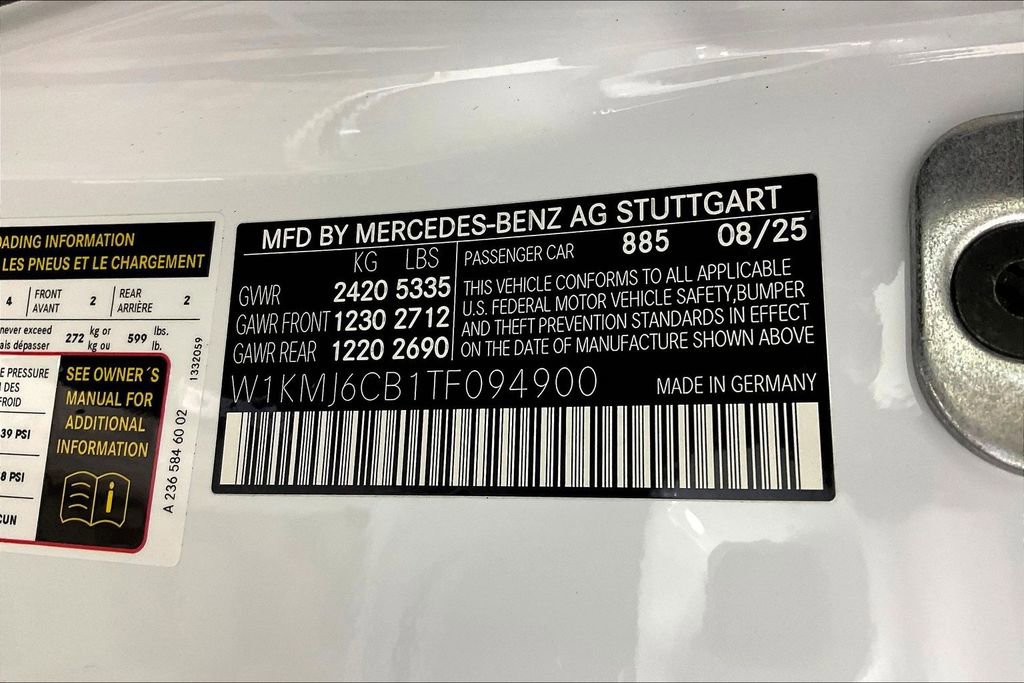 MFD BY MERCEDES-BENZ AG STUTTGART
KG LBS
GVWR 2420 5335
GAWR FRONT 1230 2712
GAWR REAR 1220 2690
PASSENGER CAR 885 08/25
THIS VEHICLE CONFORMS TO ALL APPLICABLE
U.S. FEDERAL MOTOR VEHICLE SAFETY,BUMPER
AND THEFT PREVENTION STANDARDS IN EFFECT
ON THE DATE OF MANUFACTURE SHOWN ABOVE
W1KMJ6CB1TF094900 MADE IN GERMANY
INFORMATION
LES PNEUS ET LE CHARGEMENT
4 FRONT 2 REAR 2
AVANT ARRIÈRE
never exceed 272 kg or 599 lbs.
dépasser kg ou lb.
PRESSURE
DES
39 PSI
8 PSI
SEE OWNER´S
MANUAL FOR
ADDITIONAL
INFORMATION
i
1332059
A 236 584 60 02